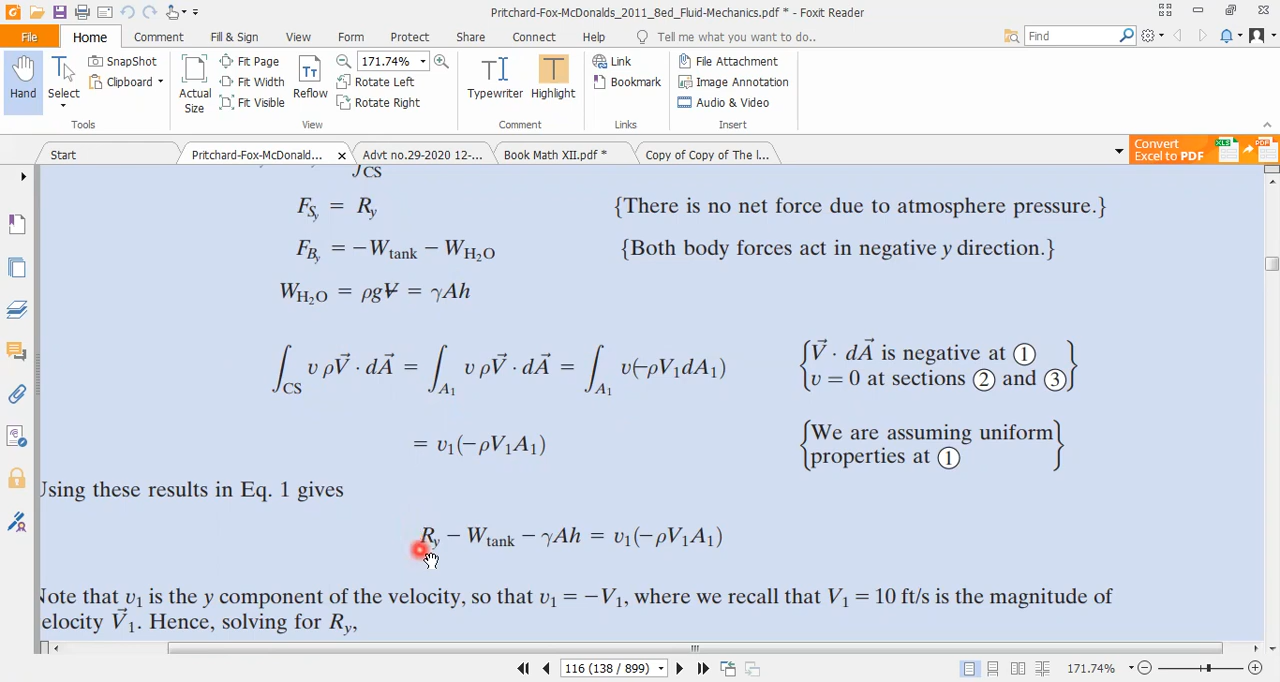 Pritchard-Fox-McDonalds_2011_8ed_Fluid-Mechanics.pdf * - Foxit Reader
File Home Comment Fill & Sign View Form Protect Share Connect Help Tell me what you want to do.. Find
Hand Select SnapShot Clipboard Actual Size Fit Page Fit Width Fit Visible Reflow 171.74% Rotate Left Rotate Right Typewriter Highlight Link Bookmark File Attachment Image Annotation Audio & Video
Tools View Comment Links Insert
Start Pritchard-Fox-McDonald... Advt no.29-2020 12-... Book Math XII.pdf * Copy of Copy of The l... Convert Excel to PDF
CS
F_{S_y} = R_y {There is no net force due to atmosphere pressure.}
F_{B_y} = −W_{tank} − W_{H_2O} {Both body forces act in negative y direction.}
W_{H_2O} = ρgV̶ = γAh
∫_{CS} υ ρV⃗ · dA⃗ = ∫_{A_1} υ ρV⃗ · dA⃗ = ∫_{A_1} υ(−ρV_1dA_1) {V⃗ · dA⃗ is negative at ①
υ = 0 at sections ② and ③}
= υ_1(−ρV_1A_1) {We are assuming uniform
properties at ①}
Using these results in Eq. 1 gives
R_y − W_{tank} − γAh = υ_1(−ρV_1A_1)
Note that υ_1 is the y component of the velocity, so that υ_1 = −V_1, where we recall that V_1 = 10 ft/s is the magnitude of
elocity V⃗_1. Hence, solving for R_y,
116 (138 / 899) 171.74%